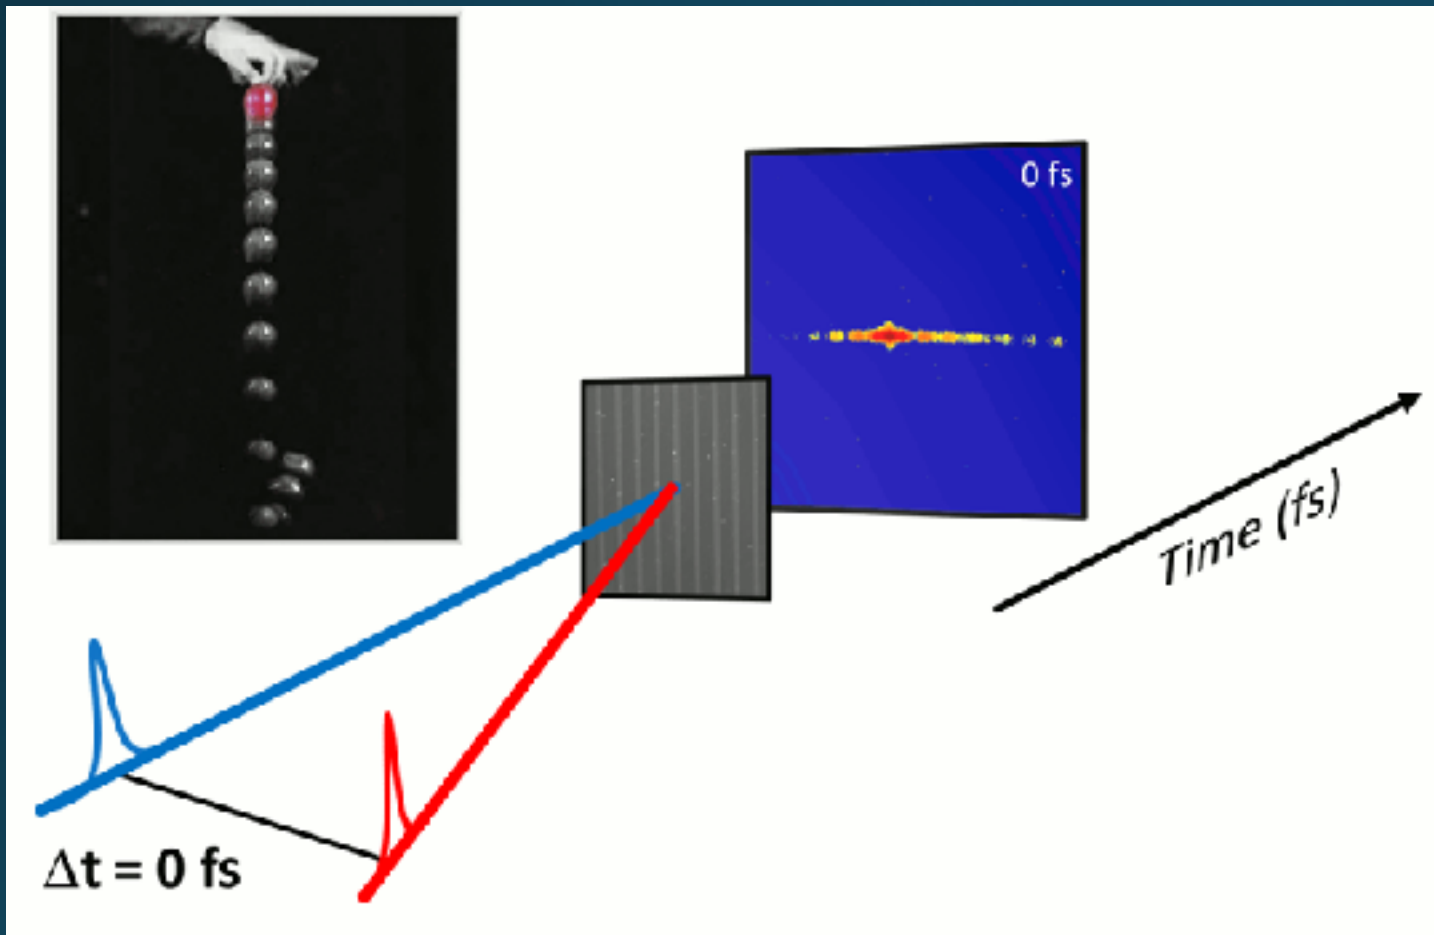 0 fs
Time (fs)
Δt = 0 fs